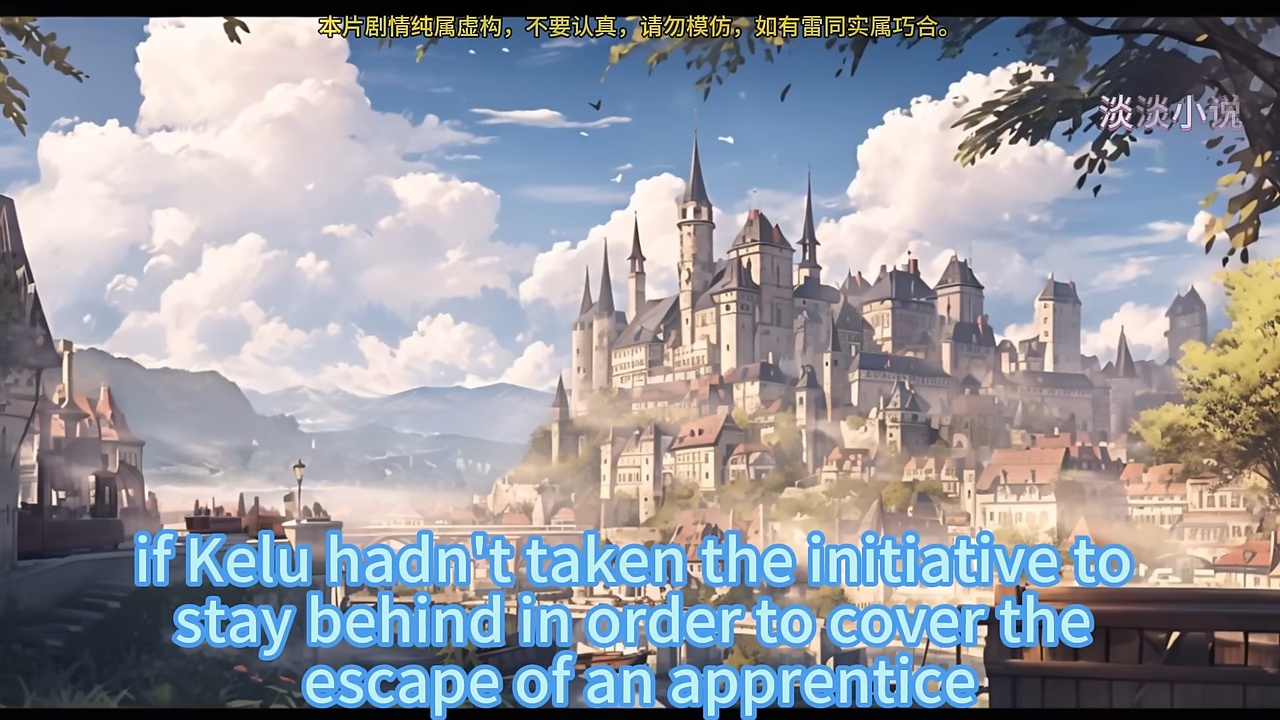 本片剧情纯属虚构，不要认真，请勿模仿，如有雷同实属巧合。
淡淡小说
if Kelu hadn't taken the initiative to
stay behind in order to cover the
escape of an apprentice